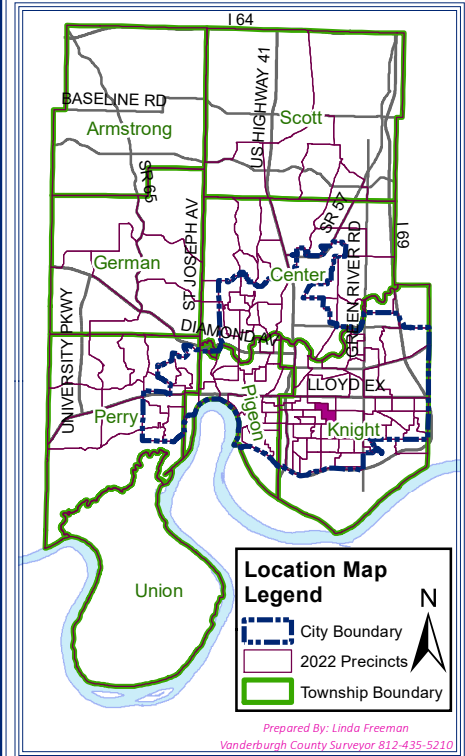 I 64
BASELINE RD
Armstrong
US HIGHWAY 41
Scott
SR 65
ST JOSEPH AV
SR 57
GREEN RIVER RD
I 69
German
Center
UNIVERSITY PKWY
DIAMOND AV
LLOYD EX
Perry
Pigeon
Knight
Union
Location Map
Legend
N
City Boundary
2022 Precincts
Township Boundary
Prepared By: Linda Freeman
Vanderburgh County Surveyor 812-435-5210